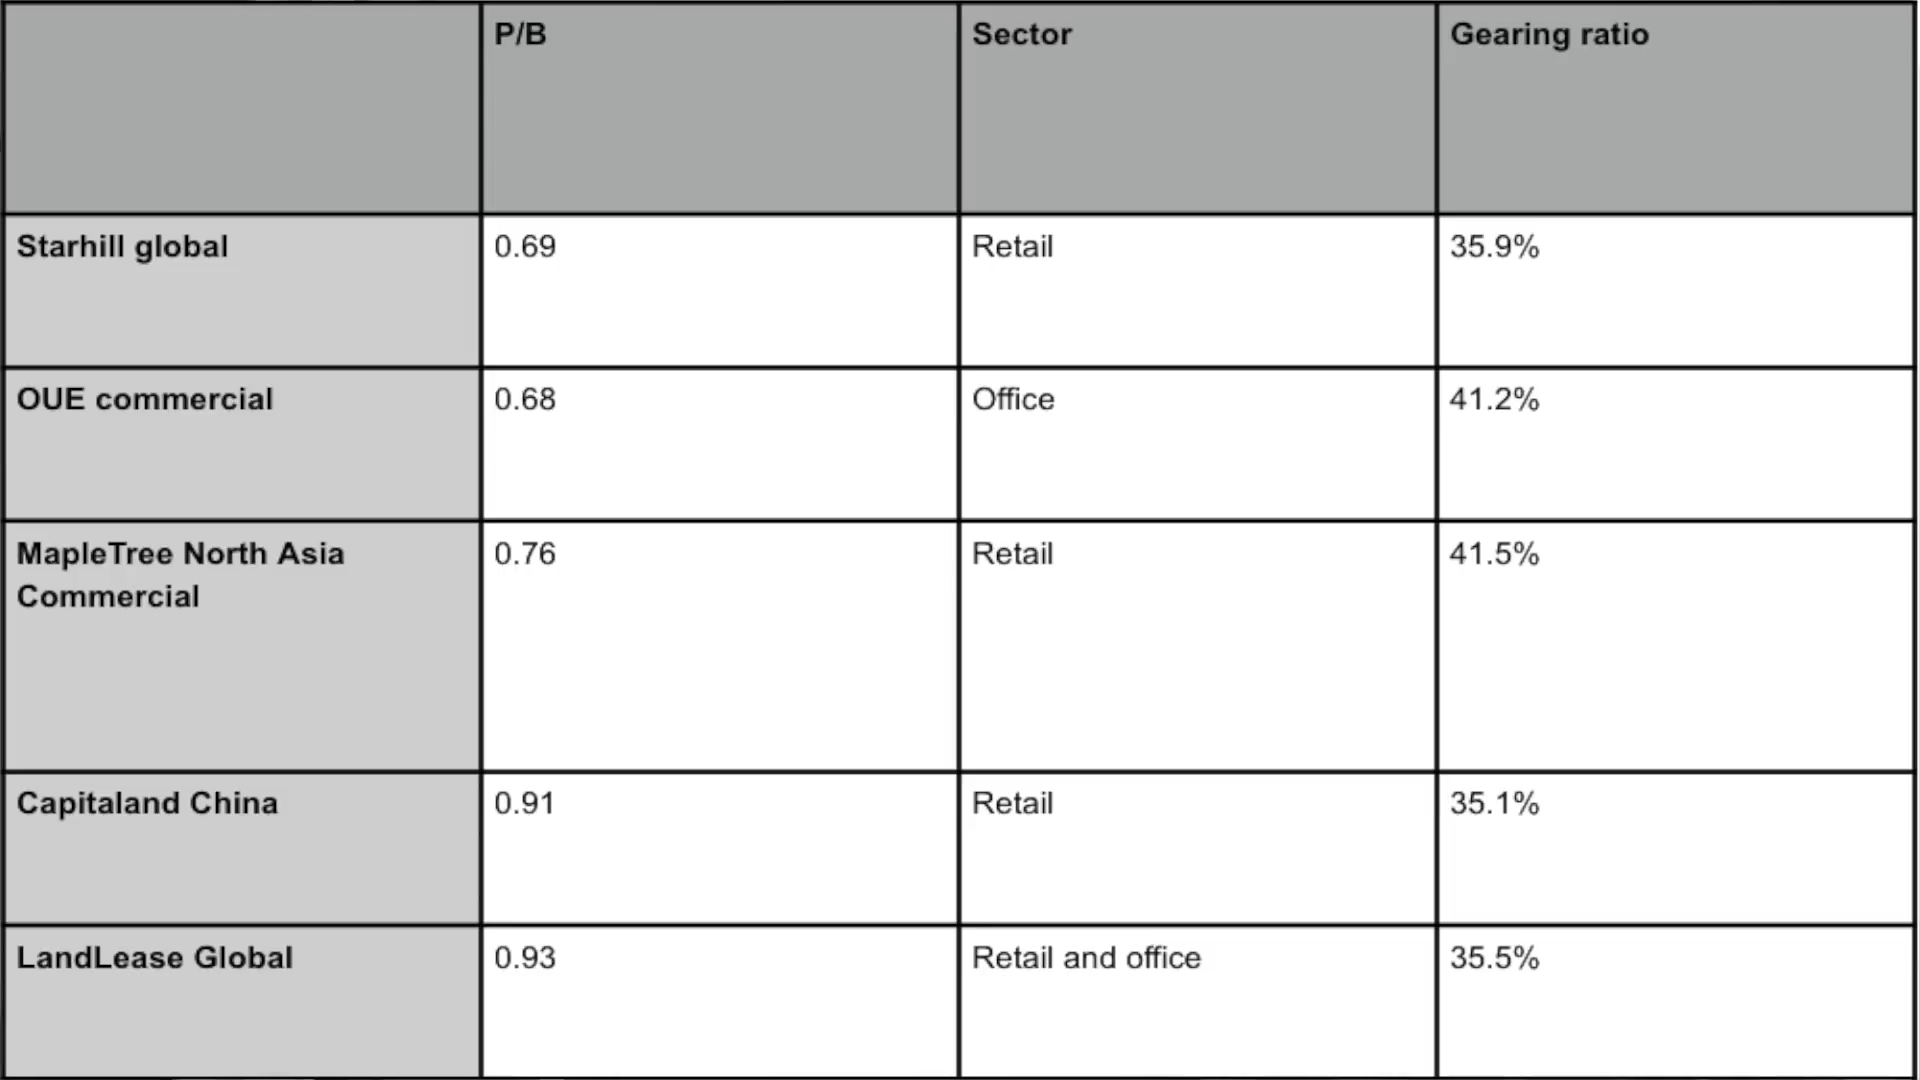 P/B Sector Gearing ratio
Starhill global 0.69 Retail 35.9%
OUE commercial 0.68 Office 41.2%
MapleTree North Asia 0.76 Retail 41.5%
Commercial
Capitaland China 0.91 Retail 35.1%
LandLease Global 0.93 Retail and office 35.5%